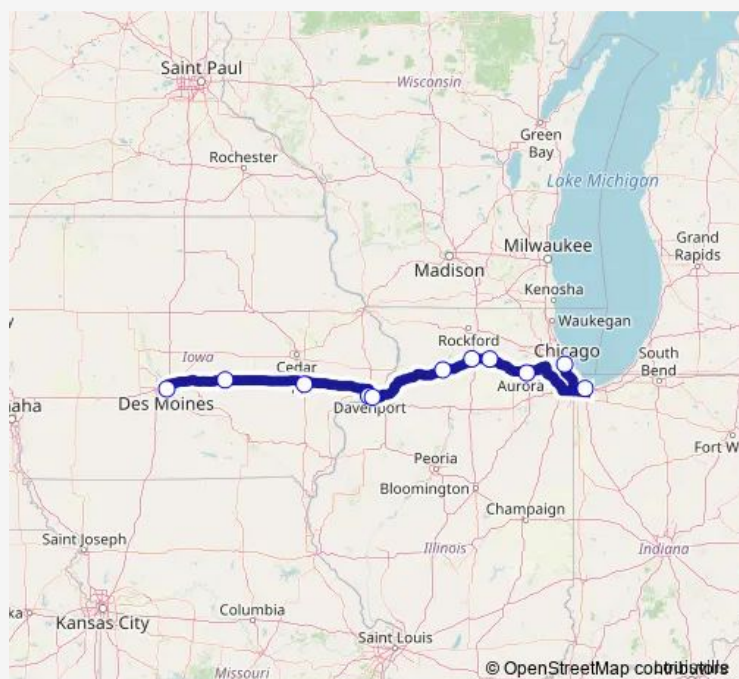 Saint Paul
Wisconsin
Green
Bay
Rochester
Lake Michigan
Grand
Rapids
Milwaukee
Madison
Kenosha
Waukegan
Rockford
Chicago
Iowa
Cedar
South
Bend
Aurora
Des Moines
Davenport
aha
Fort W
Peoria
Bloomington
Champaign
Saint Joseph
Illinois
Indiana
Kansas City
Columbia
ka
Saint Louis
Missouri
© OpenStreetMap contributors